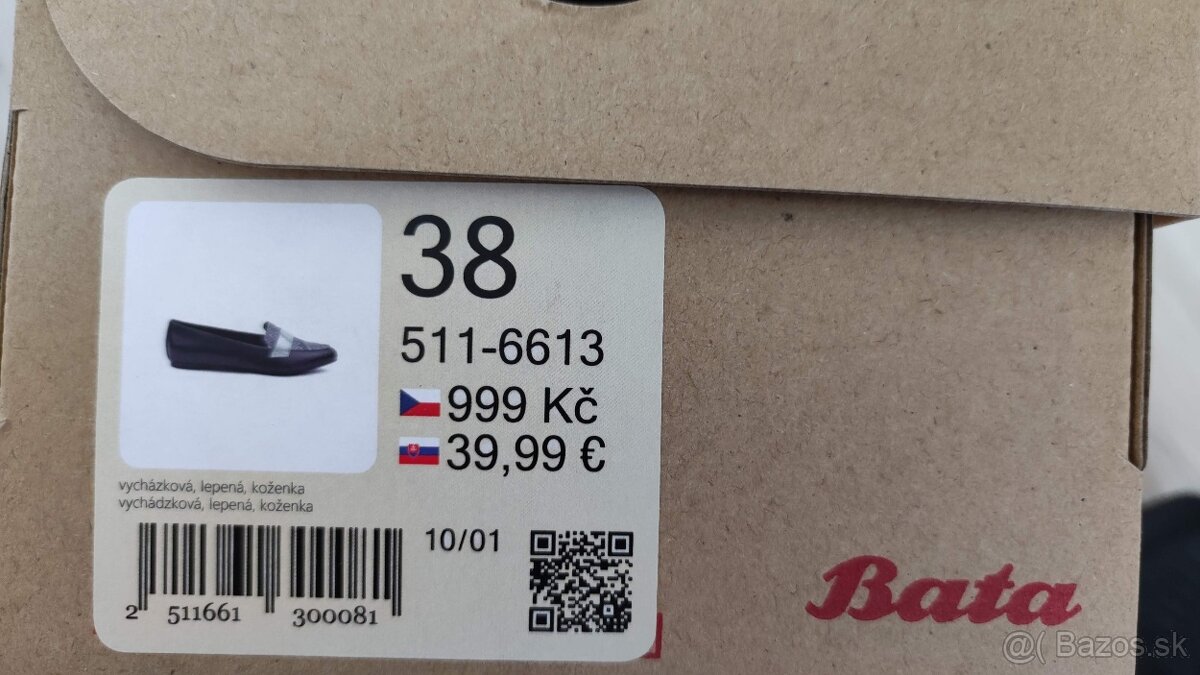 38
511-6613
999 Kč
39,99 €
vycházková, lepená, koženka
vychádzková, lepená, koženka
10/01
2 511661 300081
Bata
@( Bazos.sk